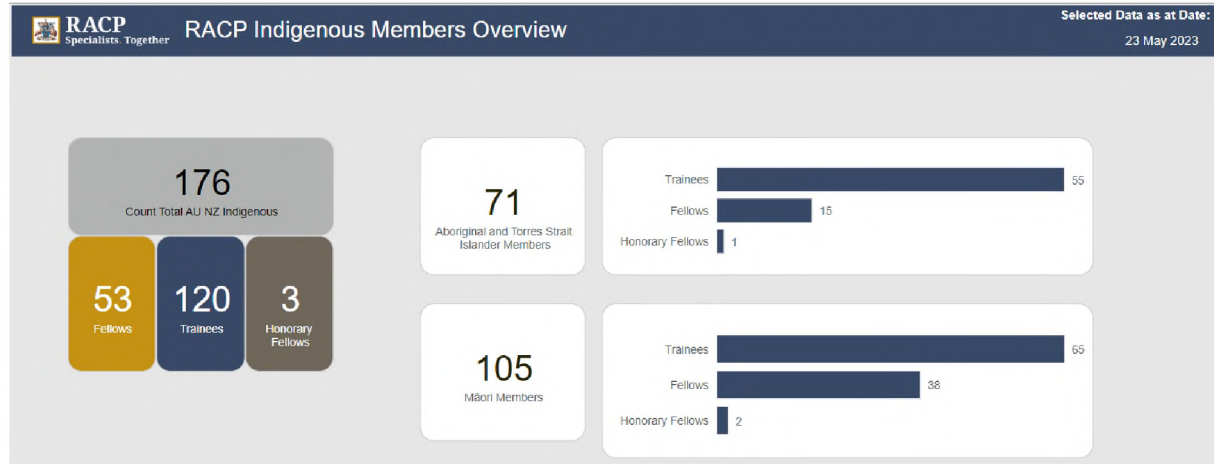 RACP
Specialists. Together
RACP Indigenous Members Overview
Selected Data as at Date:
23 May 2023
176
Count Total AU NZ Indigenous
53
Fellows
120
Trainees
3
Honorary
Fellows
71
Aboriginal and Torres Strait
Islander Members
Trainees 55
Fellows 15
Honorary Fellows 1
105
Māori Members
Trainees 65
Fellows 38
Honorary Fellows 2